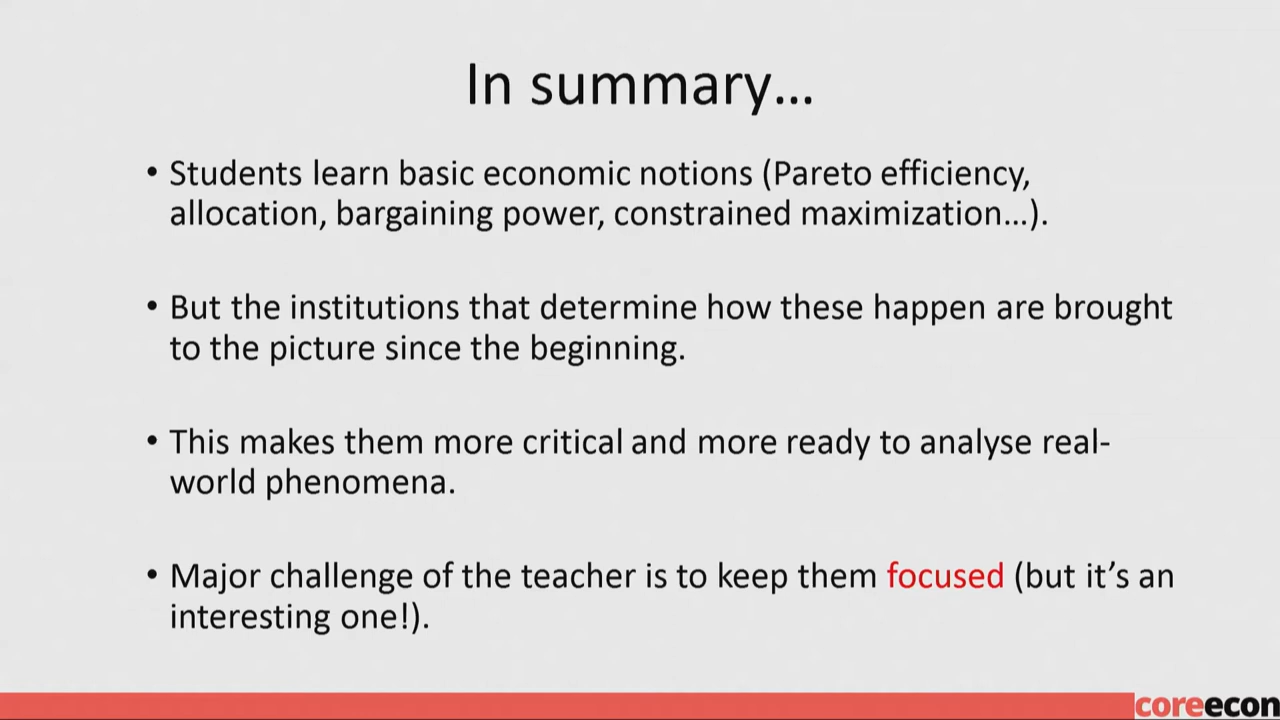 In summary…
• Students learn basic economic notions (Pareto efficiency,
allocation, bargaining power, constrained maximization…).
• But the institutions that determine how these happen are brought
to the picture since the beginning.
• This makes them more critical and more ready to analyse real-
world phenomena.
• Major challenge of the teacher is to keep them focused (but it’s an
interesting one!).
coreecon